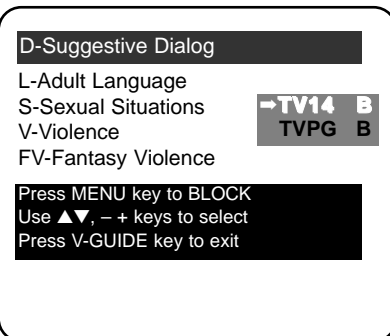 D-Suggestive Dialog
L-Adult Language
S-Sexual Situations
V-Violence
FV-Fantasy Violence
➡TV14 B
TVPG B
Press MENU key to BLOCK
Use ▲▼, – + keys to select
Press V-GUIDE key to exit